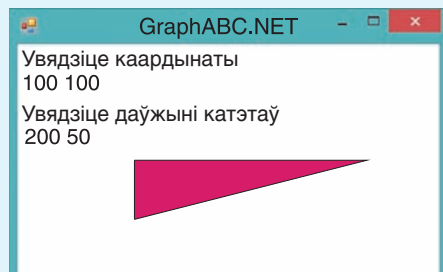 GraphABC.NET
Увядзіце каардынаты
100 100
Увядзіце даўжыні катэтаў
200 50